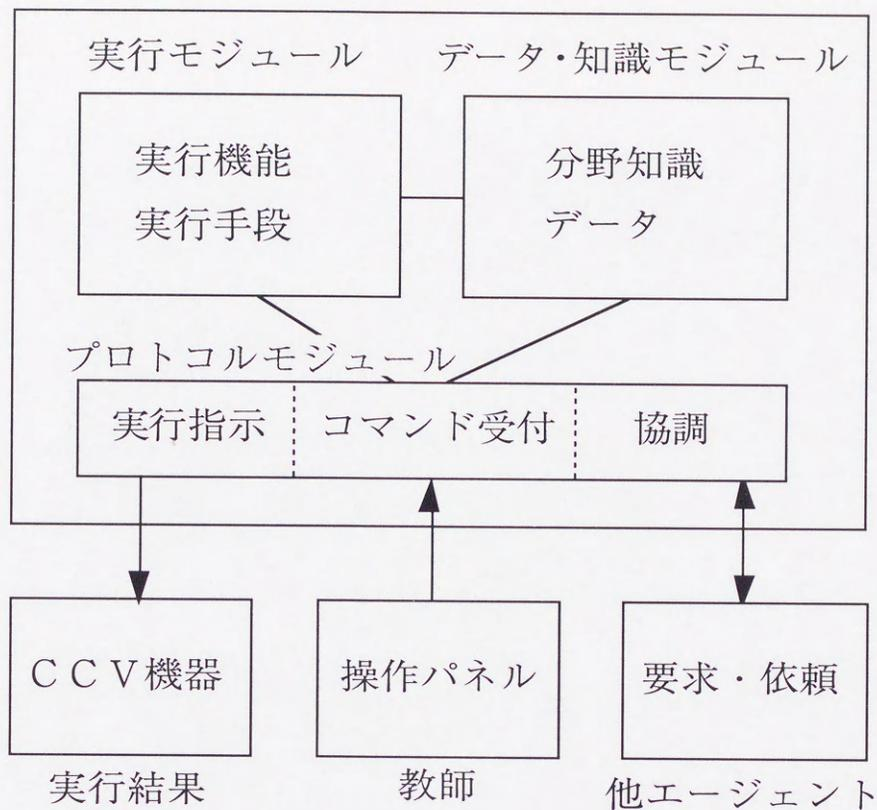 実行モジュール
データ・知識モジュール
実行機能
実行手段
分野知識
データ
プロトコルモジュール
実行指示
コマンド受付
協調
ＣＣＶ機器
操作パネル
要求・依頼
実行結果
教師
他エージェント